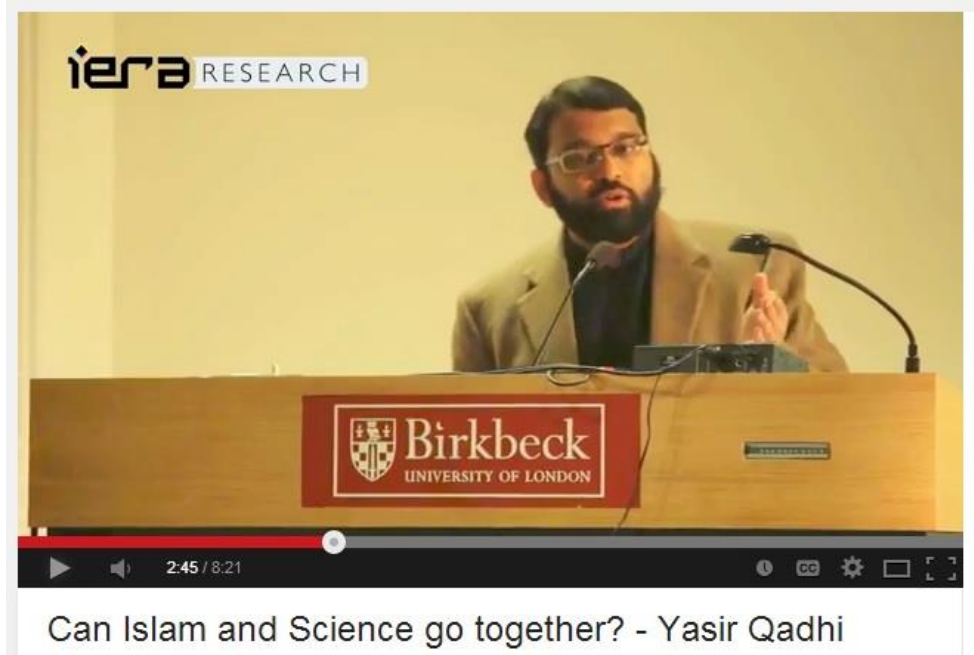 iera RESEARCH
Birkbeck
UNIVERSITY OF LONDON
2:45 / 8:21
CC
Can Islam and Science go together? - Yasir Qadhi